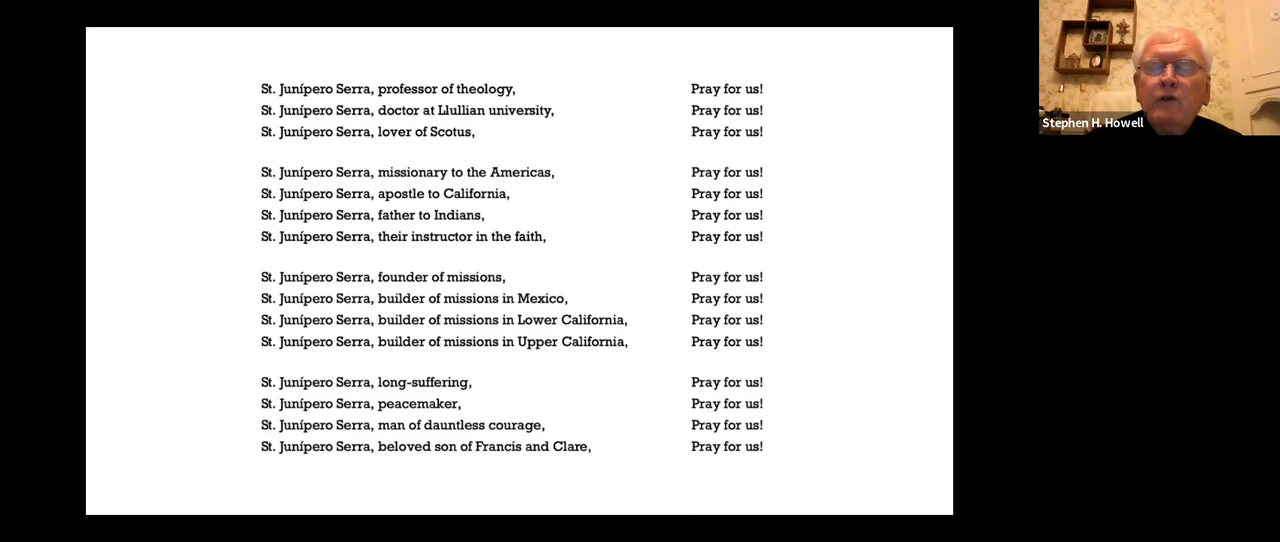 St. Junípero Serra, professor of theology, Pray for us!
St. Junípero Serra, doctor at Llullian university, Pray for us!
St. Junípero Serra, lover of Scotus, Pray for us!
St. Junípero Serra, missionary to the Americas, Pray for us!
St. Junípero Serra, apostle to California, Pray for us!
St. Junípero Serra, father to Indians, Pray for us!
St. Junípero Serra, their instructor in the faith, Pray for us!
St. Junípero Serra, founder of missions, Pray for us!
St. Junípero Serra, builder of missions in Mexico, Pray for us!
St. Junípero Serra, builder of missions in Lower California, Pray for us!
St. Junípero Serra, builder of missions in Upper California, Pray for us!
St. Junípero Serra, long-suffering, Pray for us!
St. Junípero Serra, peacemaker, Pray for us!
St. Junípero Serra, man of dauntless courage, Pray for us!
St. Junípero Serra, beloved son of Francis and Clare, Pray for us!
Stephen H. Howell